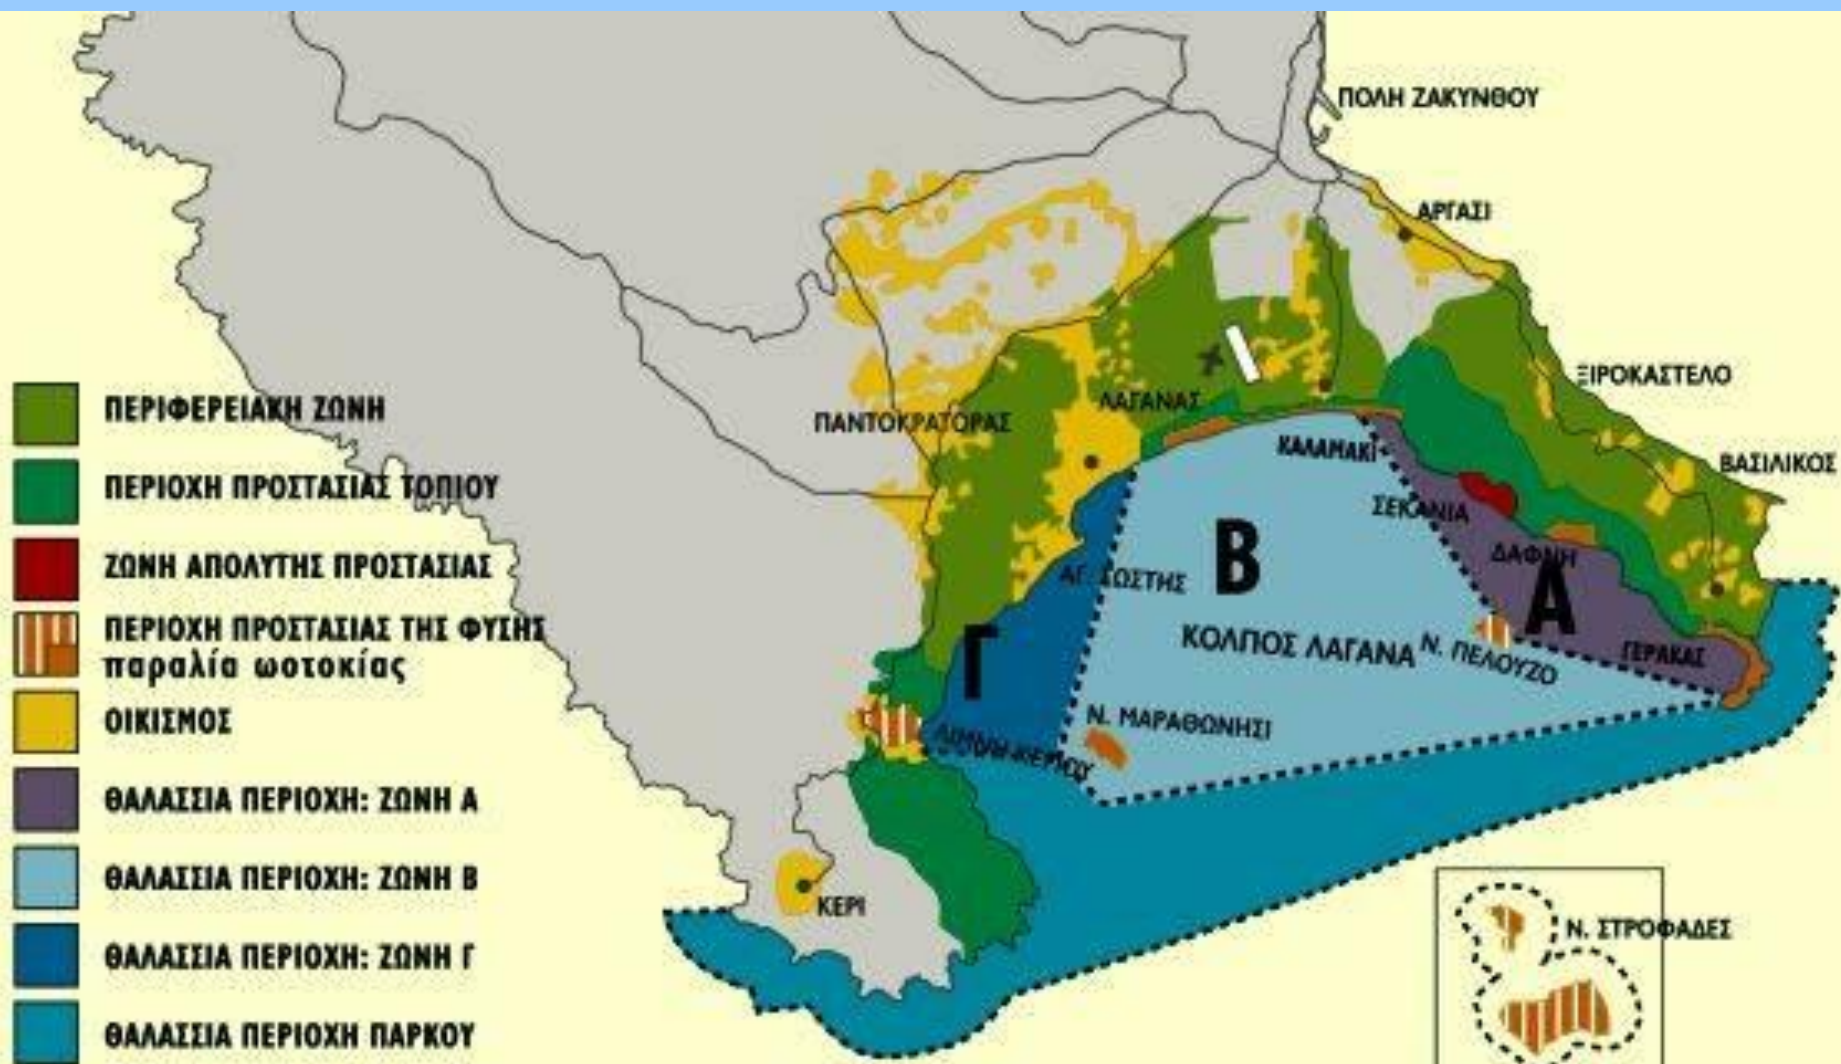 ΠΟΛΗ ΖΑΚΥΝΘΟΥ
ΑΡΓΑΣΙ
ΞΙΡΟΚΑΣΤΕΛΟ
ΛΑΓΑΝΑΣ
ΠΑΝΤΟΚΡΑΤΟΡΑΣ
ΚΑΛΑΜΑΚΙ
ΒΑΣΙΛΙΚΟΣ
ΣΕΚΑΝΙΑ
ΔΑΦΝΗ
ΑΓ. ΣΩΣΤΗΣ
Β
Α
Γ
ΚΟΛΠΟΣ ΛΑΓΑΝΑ
Ν. ΠΕΛΟΥΖΟ
ΓΕΡΑΚΑΣ
Ν. ΜΑΡΑΘΩΝΗΣΙ
ΚΕΡΙ
Ν. ΣΤΡΟΦΑΔΕΣ
ΠΕΡΙΦΕΡΕΙΑΚΗ ΖΩΝΗ
ΠΕΡΙΟΧΗ ΠΡΟΣΤΑΣΙΑΣ ΤΟΠΙΟΥ
ΖΩΝΗ ΑΠΟΛΥΤΗΣ ΠΡΟΣΤΑΣΙΑΣ
ΠΕΡΙΟΧΗ ΠΡΟΣΤΑΣΙΑΣ ΤΗΣ ΦΥΣΗΣ
παραλία ωοτοκίας
ΟΙΚΙΣΜΟΣ
ΘΑΛΑΣΣΙΑ ΠΕΡΙΟΧΗ: ΖΩΝΗ Α
ΘΑΛΑΣΣΙΑ ΠΕΡΙΟΧΗ: ΖΩΝΗ Β
ΘΑΛΑΣΣΙΑ ΠΕΡΙΟΧΗ: ΖΩΝΗ Γ
ΘΑΛΑΣΣΙΑ ΠΕΡΙΟΧΗ ΠΑΡΚΟΥ